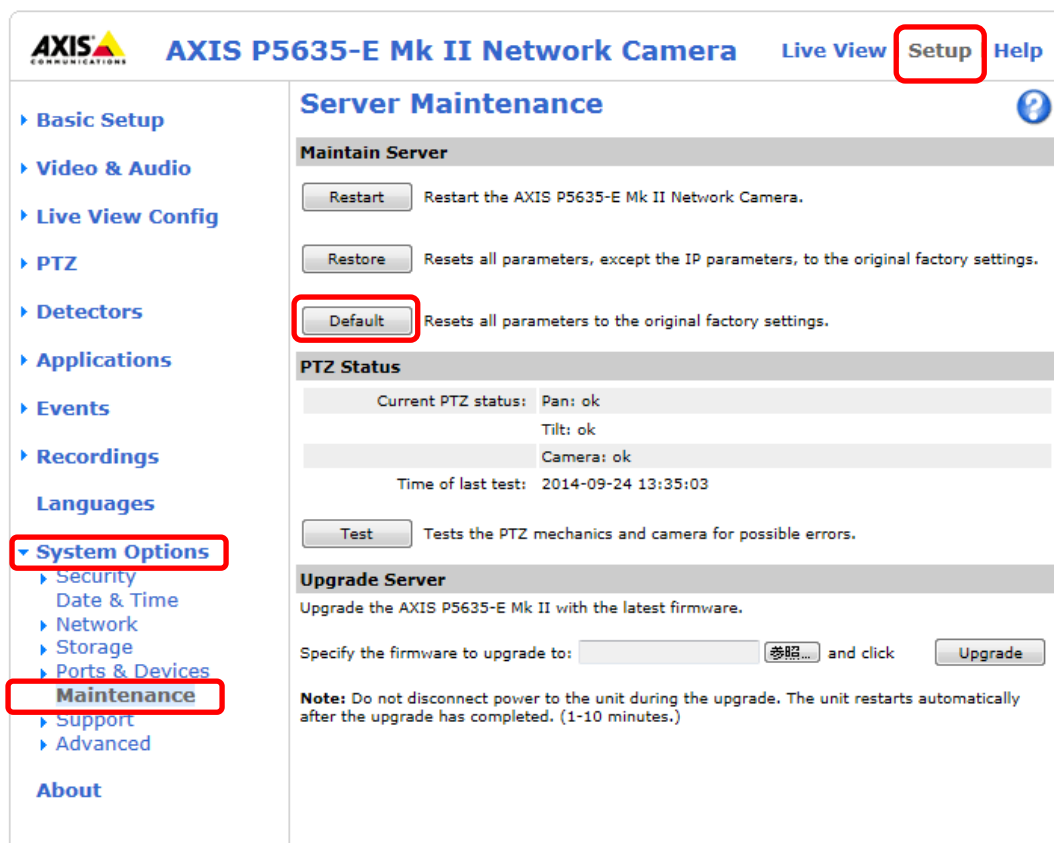 AXIS
COMMUNICATIONS
AXIS P5635-E Mk II Network Camera
Live View
Setup
Help
Basic Setup
Video & Audio
Live View Config
PTZ
Detectors
Applications
Events
Recordings
Languages
System Options
Security
Date & Time
Network
Storage
Ports & Devices
Maintenance
Support
Advanced
About
Server Maintenance
?
Maintain Server
Restart Restart the AXIS P5635-E Mk II Network Camera.
Restore Resets all parameters, except the IP parameters, to the original factory settings.
Default Resets all parameters to the original factory settings.
PTZ Status
Current PTZ status: Pan: ok
Tilt: ok
Camera: ok
Time of last test: 2014-09-24 13:35:03
Test Tests the PTZ mechanics and camera for possible errors.
Upgrade Server
Upgrade the AXIS P5635-E Mk II with the latest firmware.
Specify the firmware to upgrade to: 参照... and click Upgrade
Note: Do not disconnect power to the unit during the upgrade. The unit restarts automatically
after the upgrade has completed. (1-10 minutes.)